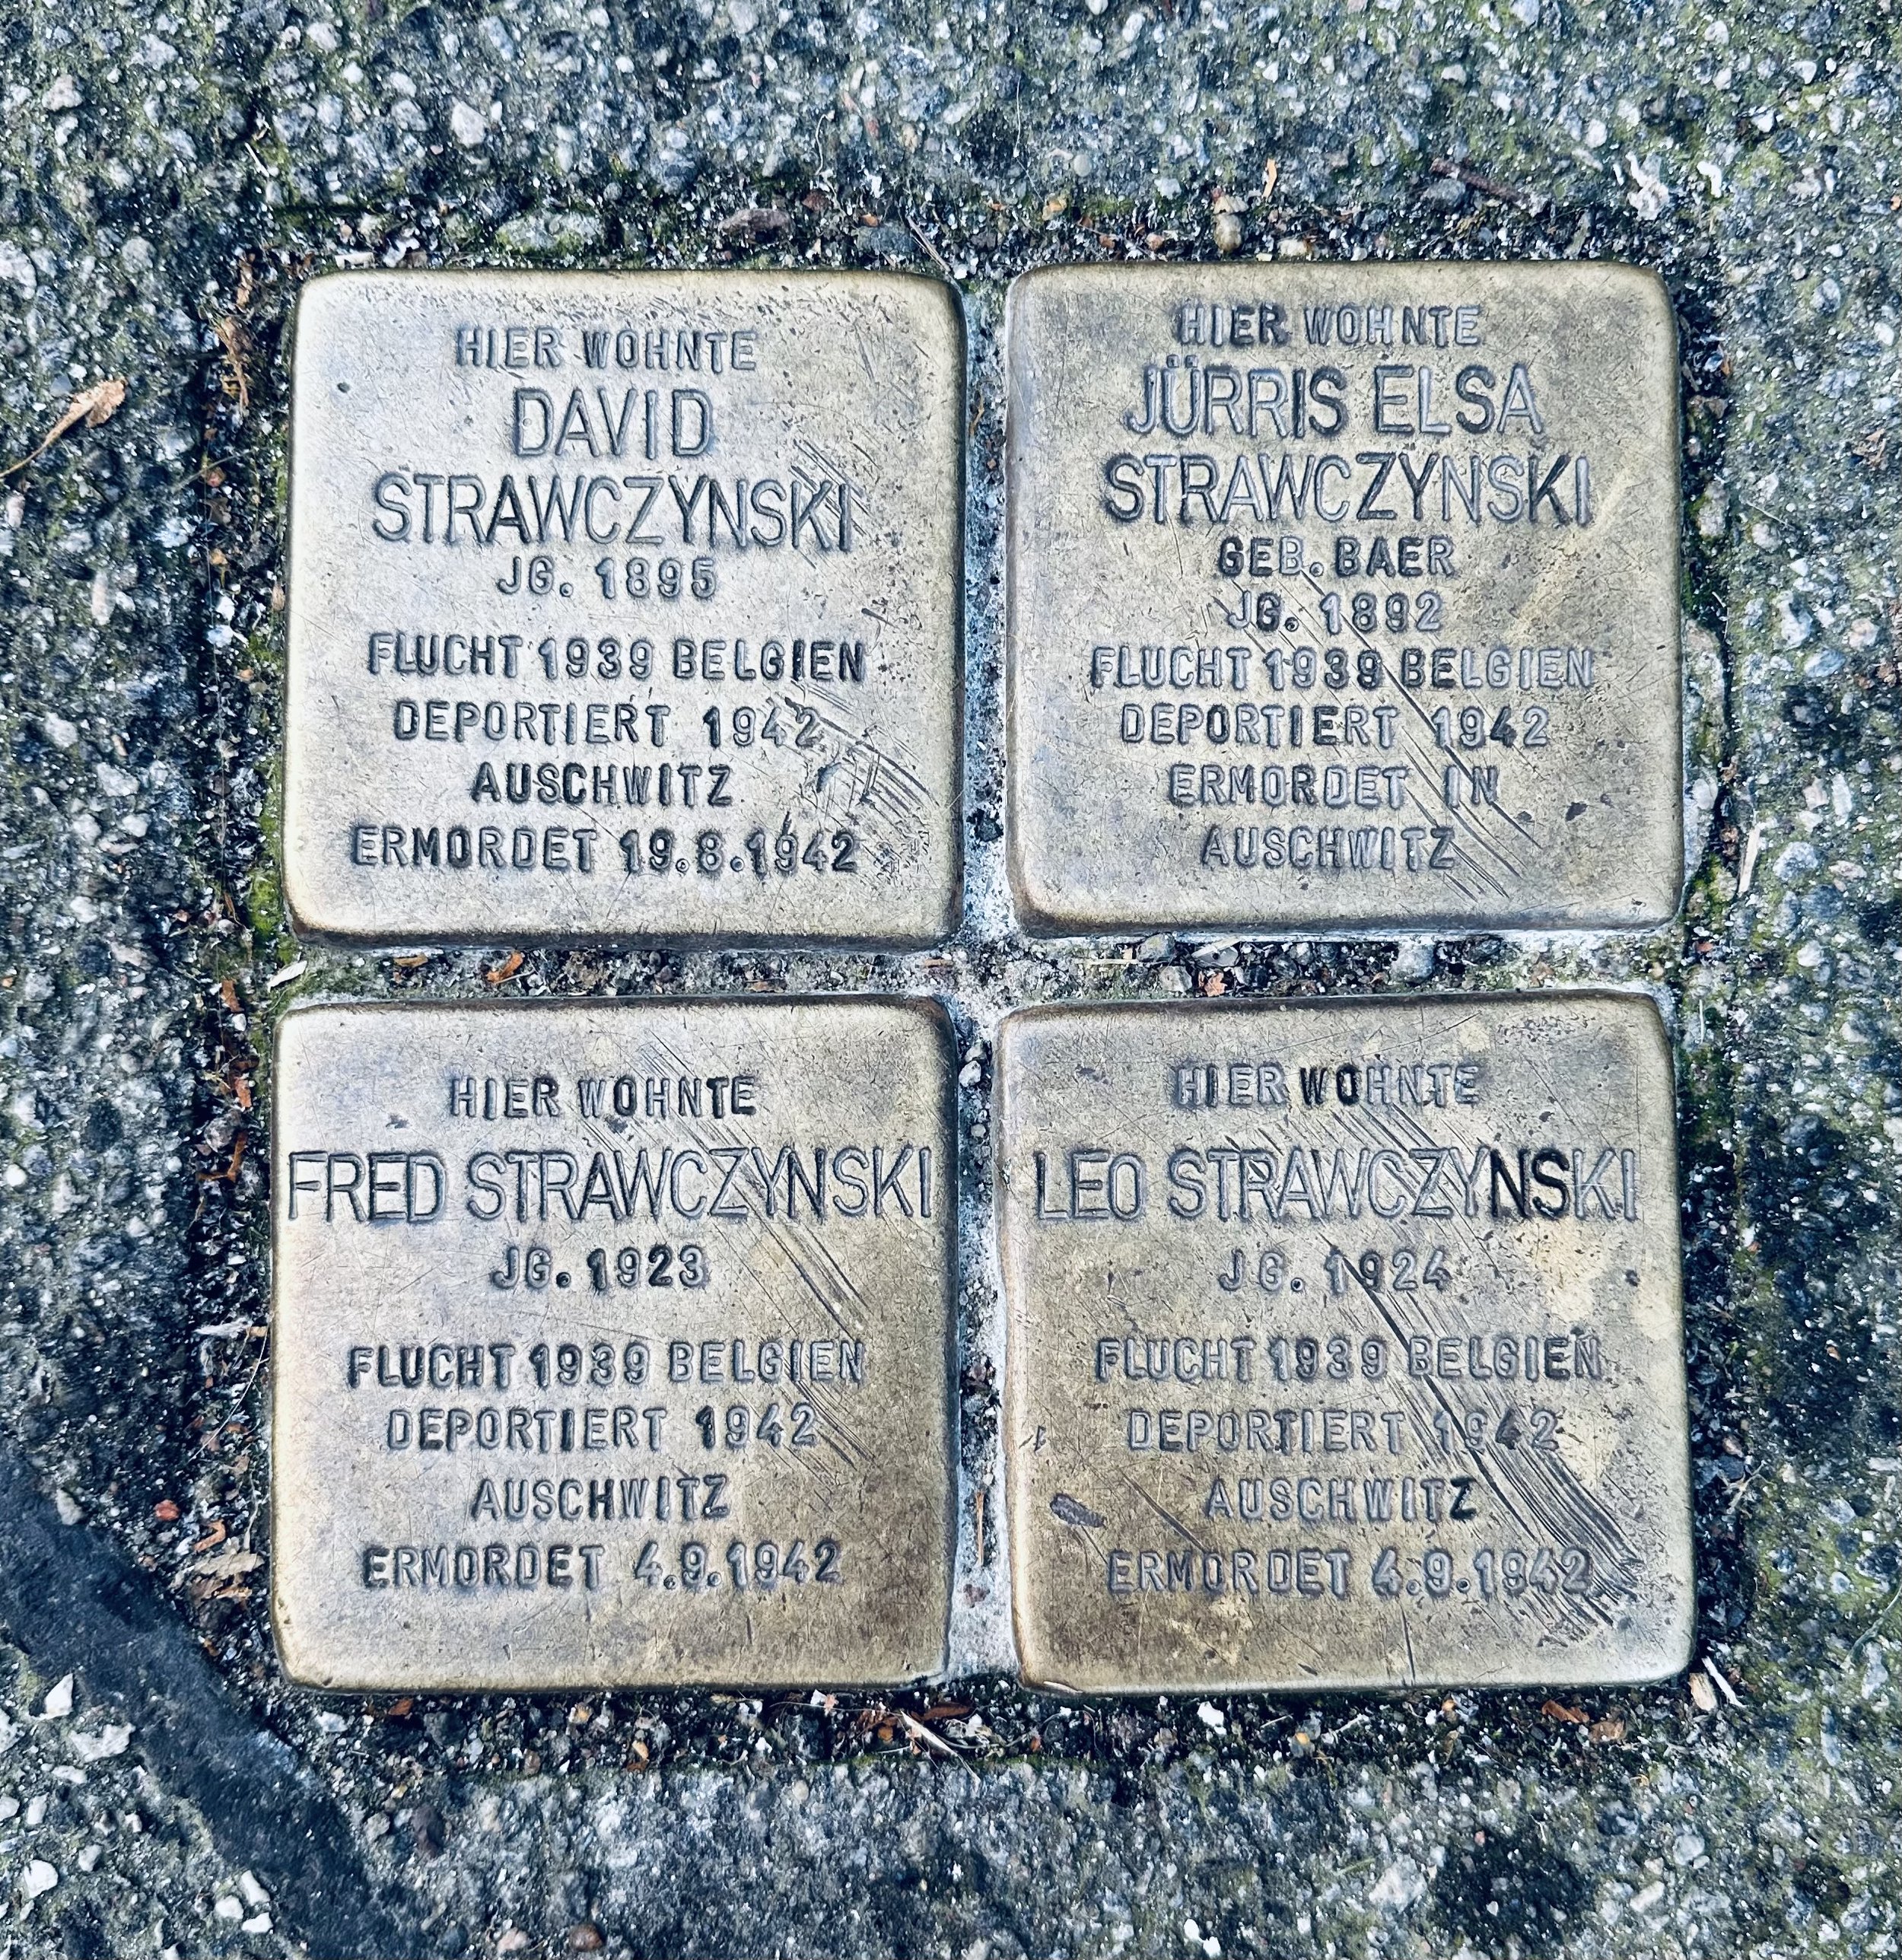 HIER WOHNTE
DAVID
STRAWCZYNSKI
JG. 1895
FLUCHT 1939 BELGIEN
DEPORTIERT 1942
AUSCHWITZ
ERMORDET 19.8.1942
HIER WOHNTE
JÜRRIS ELSA
STRAWCZYNSKI
GEB. BAER
JG. 1892
FLUCHT 1939 BELGIEN
DEPORTIERT 1942
ERMORDET IN
AUSCHWITZ
HIER WOHNTE
FRED STRAWCZYNSKI
JG. 1923
FLUCHT 1939 BELGIEN
DEPORTIERT 1942
AUSCHWITZ
ERMORDET 4.9.1942
HIER WOHNTE
LEO STRAWCZYNSKI
JG. 1924
FLUCHT 1939 BELGIEN
DEPORTIERT 1942
AUSCHWITZ
ERMORDET 4.9.1942